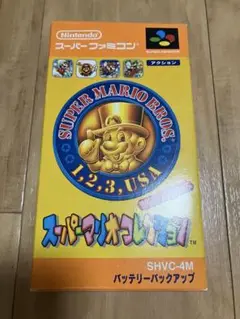 Nintendo
スーパーファミコン
アクション
SUPER MARIO BROS.
1,2,3,USA
スーパーマリオコレクション
TM
SHVC-4M
バッテリーバックアップ